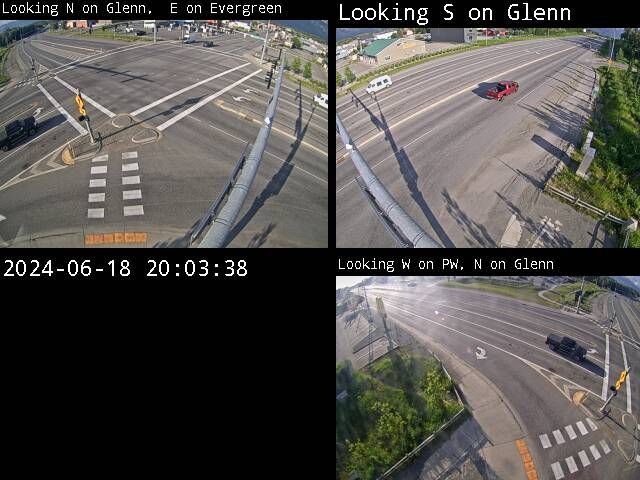 Looking N on Glenn, E on Evergreen
Looking S on Glenn
2024-06-18 20:03:38
Looking W on PW, N on Glenn